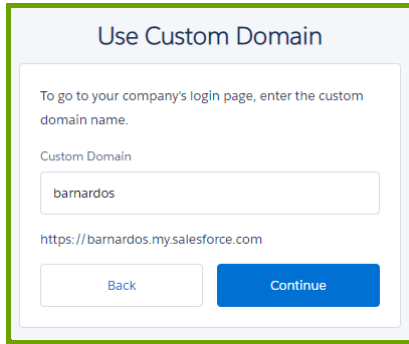 Use Custom Domain
To go to your company's login page, enter the custom
domain name.
Custom Domain
barnardos
https://barnardos.my.salesforce.com
Back Continue